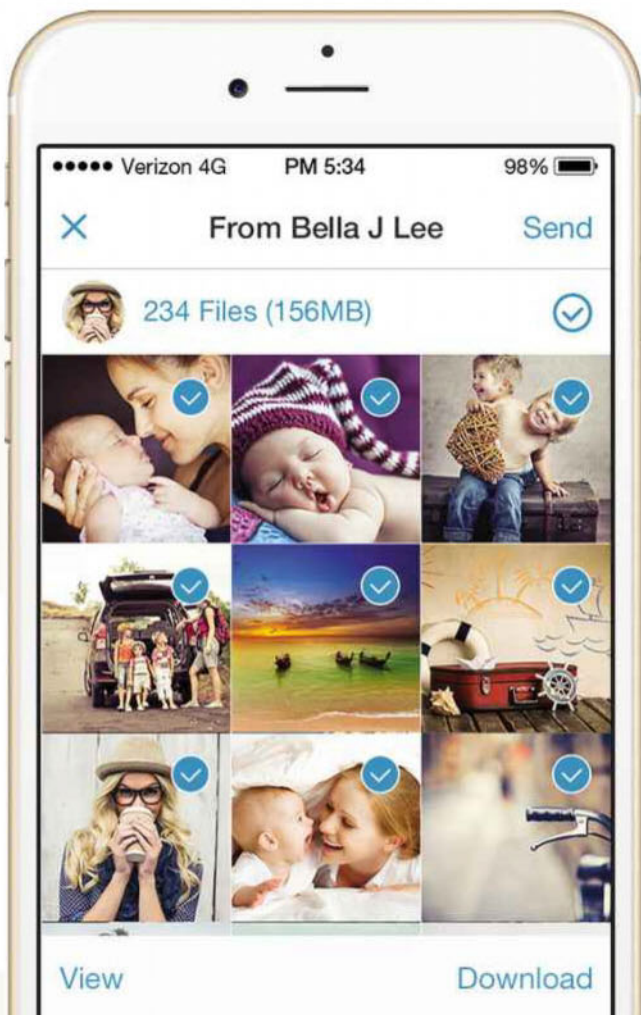 Verizon 4G PM 5:34 98%
From Bella J Lee Send
234 Files (156MB)
View Download